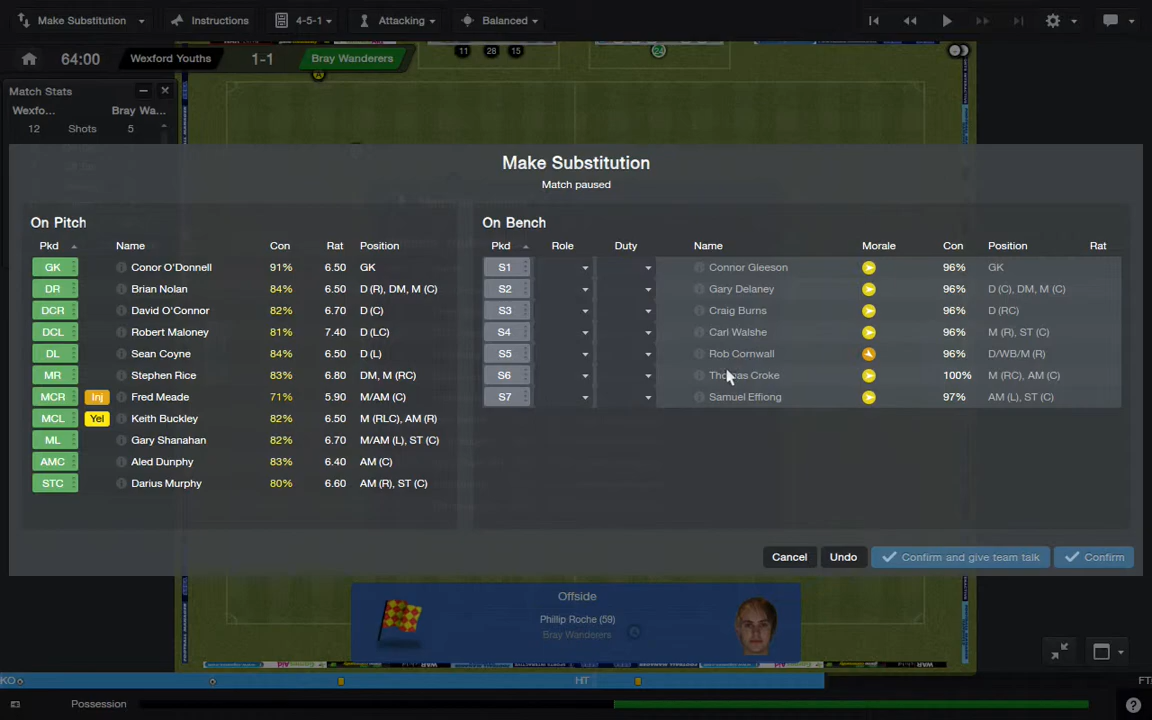 Make Substitution
Instructions
4-5-1
Attacking
Balanced
11 28 15
24
64:00
Wexford Youths
1-1
Bray Wanderers
A
Match Stats
Wexfo... Bray Wa...
12 Shots 5
Make Substitution
Match paused
On Pitch
Pkd Name Con Rat Position
GK Conor O'Donnell 91% 6.50 GK
DR Brian Nolan 84% 6.50 D (R), DM, M (C)
DCR David O'Connor 82% 6.70 D (C)
DCL Robert Maloney 81% 7.40 D (LC)
DL Sean Coyne 84% 6.50 D (L)
MR Stephen Rice 83% 6.80 DM, M (RC)
MCR Inj Fred Meade 71% 5.90 M/AM (C)
MCL Yel Keith Buckley 82% 6.50 M (RLC), AM (R)
ML Gary Shanahan 82% 6.70 M/AM (L), ST (C)
AMC Aled Dunphy 83% 6.40 AM (C)
STC Darius Murphy 80% 6.60 AM (R), ST (C)
On Bench
Pkd Role Duty Name Morale Con Position Rat
S1 Connor Gleeson 96% GK
S2 Gary Delaney 96% D (C), DM, M (C)
S3 Craig Burns 96% D (RC)
S4 Carl Walshe 96% M (R), ST (C)
S5 Rob Cornwall 96% D/WB/M (R)
S6 Thomas Croke 100% M (RC), AM (C)
S7 Samuel Effiong 97% AM (L), ST (C)
Cancel
Undo
Confirm and give team talk
Confirm
Offside
Phillip Roche (59)
Bray Wanderers
KO HT FT
Possession
?